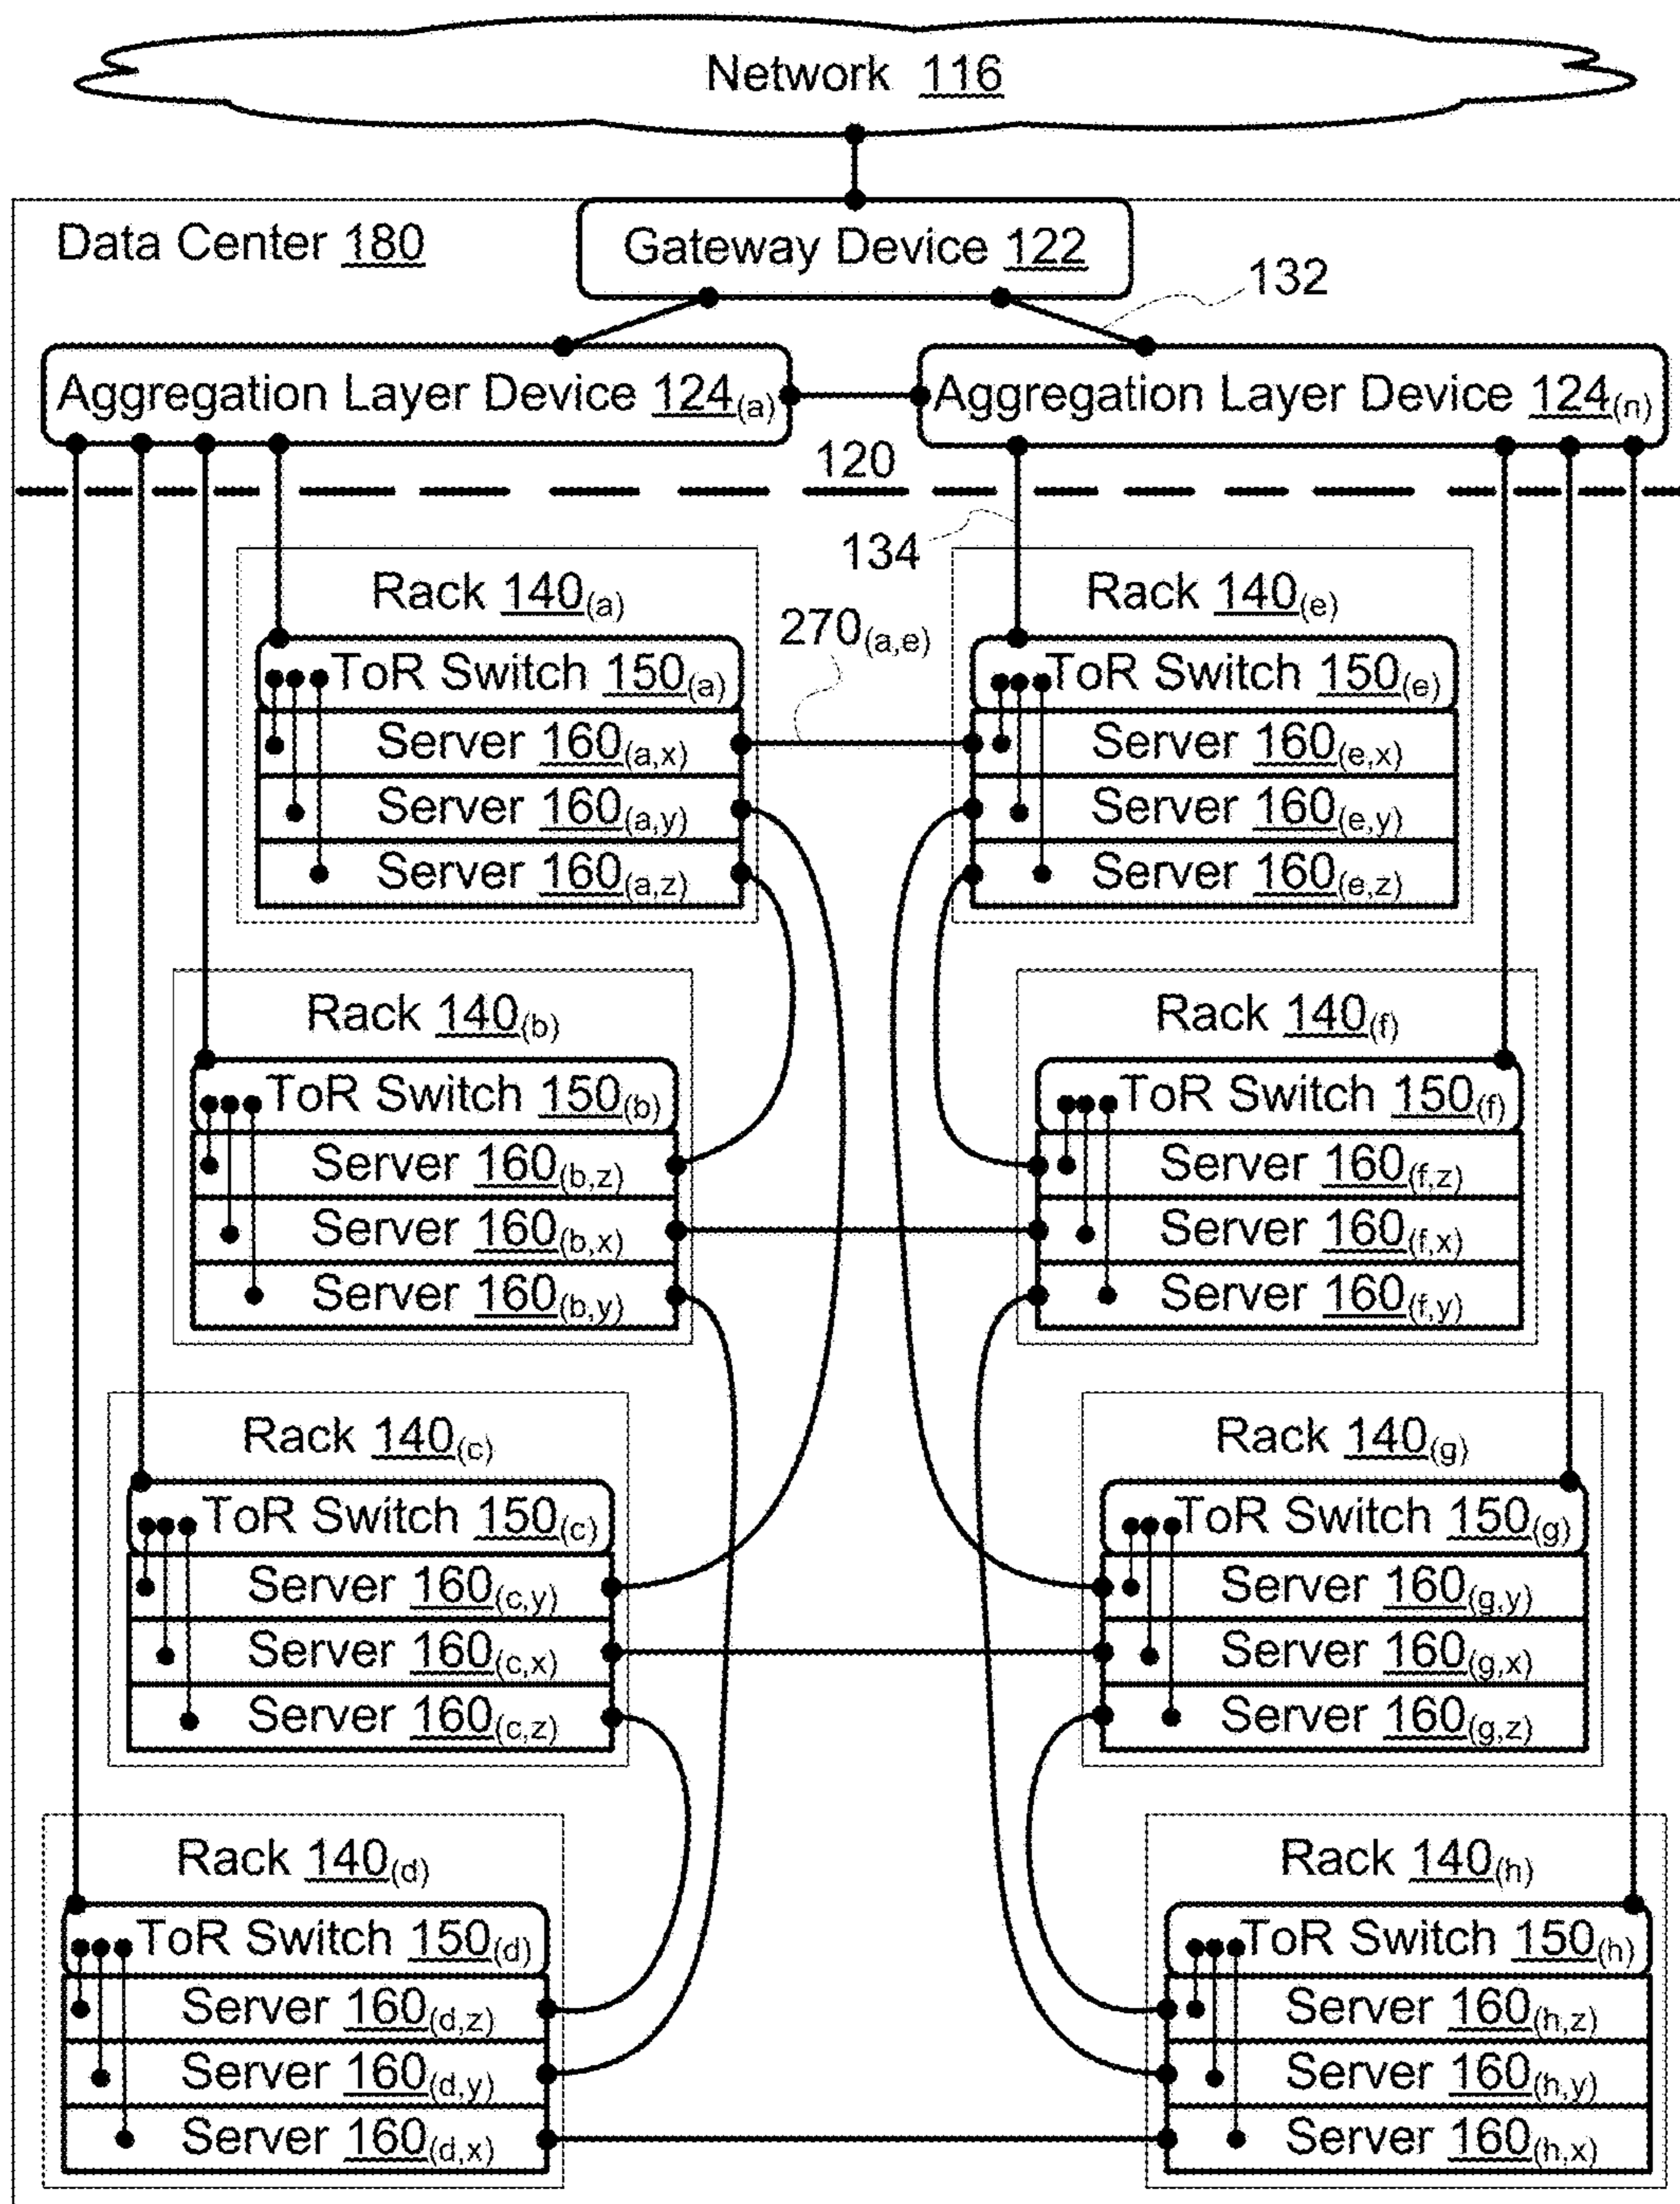 Network 116
Data Center 180
Gateway Device 122
132
Aggregation Layer Device 124(a)
Aggregation Layer Device 124(n)
120
134
Rack 140(a)
270(a,e)
ToR Switch 150(a)
Server 160(a,x)
Server 160(a,y)
Server 160(a,z)
Rack 140(e)
ToR Switch 150(e)
Server 160(e,x)
Server 160(e,y)
Server 160(e,z)
Rack 140(b)
ToR Switch 150(b)
Server 160(b,z)
Server 160(b,x)
Server 160(b,y)
Rack 140(f)
ToR Switch 150(f)
Server 160(f,z)
Server 160(f,x)
Server 160(f,y)
Rack 140(c)
ToR Switch 150(c)
Server 160(c,y)
Server 160(c,x)
Server 160(c,z)
Rack 140(g)
ToR Switch 150(g)
Server 160(g,y)
Server 160(g,x)
Server 160(g,z)
Rack 140(d)
ToR Switch 150(d)
Server 160(d,z)
Server 160(d,y)
Server 160(d,x)
Rack 140(h)
ToR Switch 150(h)
Server 160(h,z)
Server 160(h,y)
Server 160(h,x)